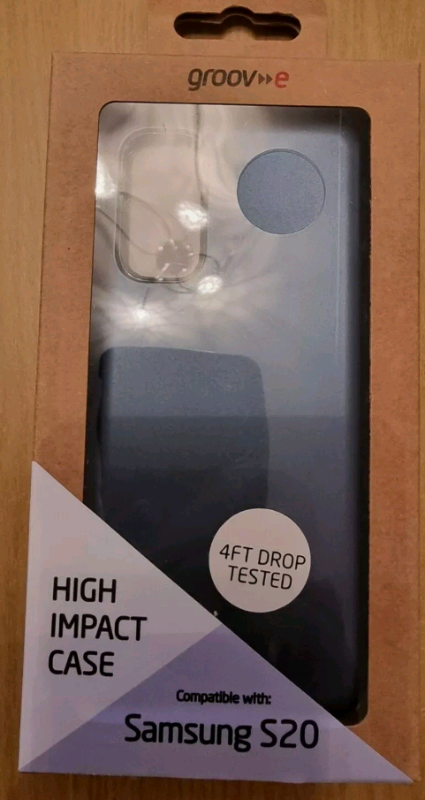 groov»e
4FT DROP
TESTED
HIGH
IMPACT
CASE
Compatible with:
Samsung S20